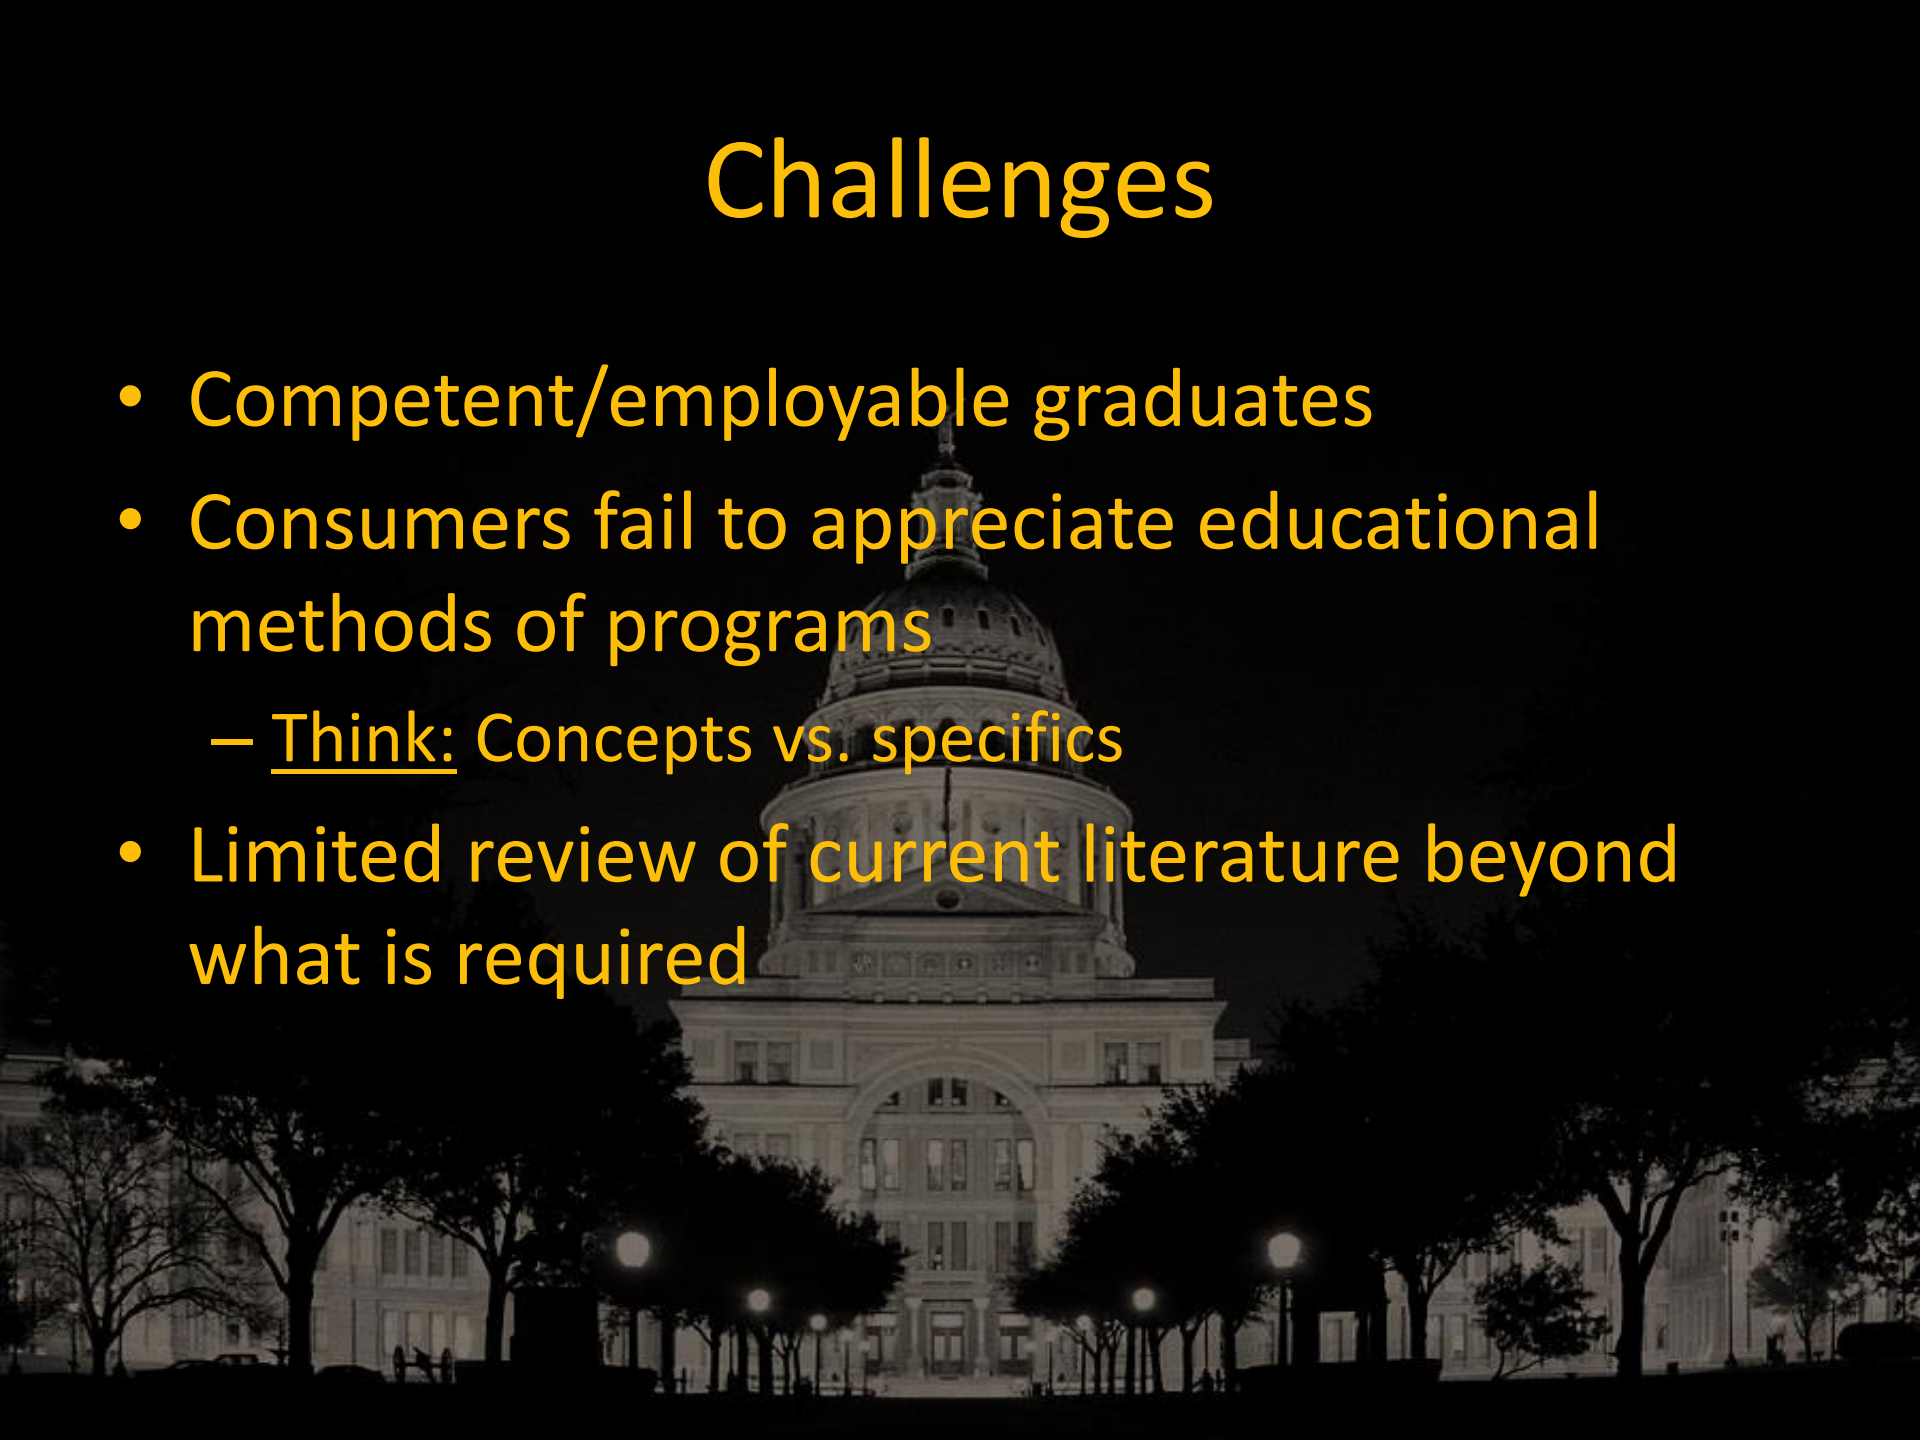 Challenges
• Competent/employable graduates
• Consumers fail to appreciate educational
methods of programs
– Think: Concepts vs. specifics
• Limited review of current literature beyond
what is required